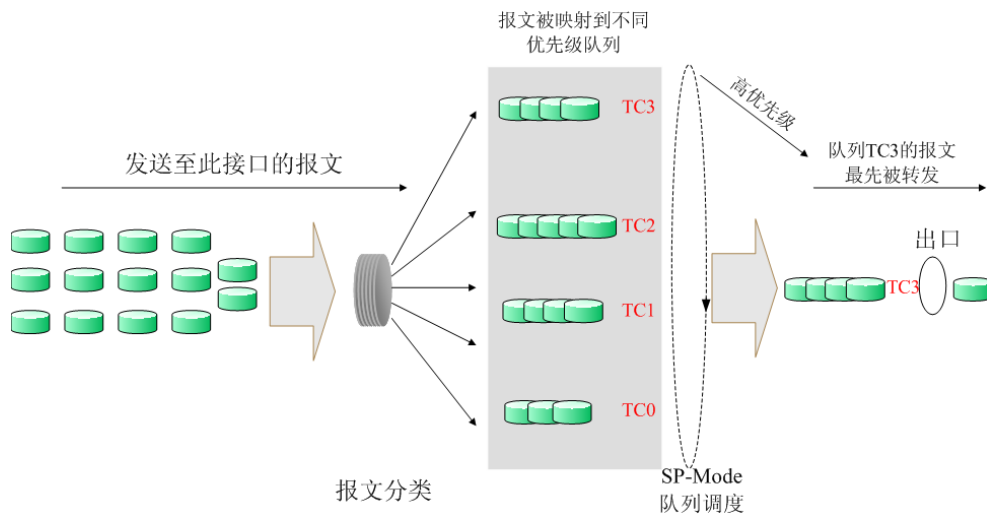 报文被映射到不同
优先级队列
发送至此接口的报文
TC3
TC2
TC1
TC0
高优先级
队列TC3的报文
最先被转发
出口
TC3
报文分类
SP-Mode
队列调度